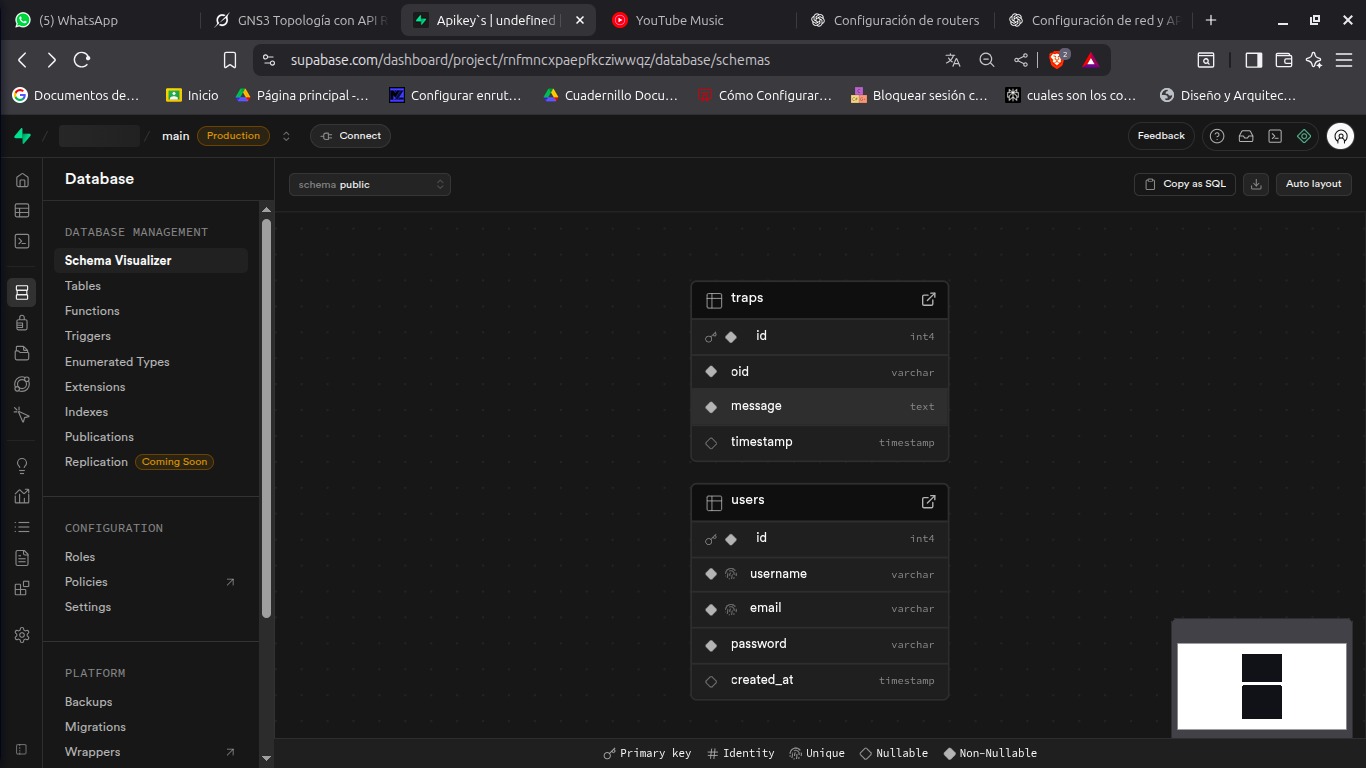 (5) WhatsApp
GNS3 Topología con API R
Apikey`s | undefined |
YouTube Music
Configuración de routers
Configuración de red y AP
supabase.com/dashboard/project/rnfmncxpaepfkcziwwqz/database/schemas
2
Documentos de...
Inicio
Página principal -...
Configurar enrut...
Cuadernillo Docu...
Cómo Configurar...
Bloquear sesión c...
cuales son los co...
Diseño y Arquitec...
main
Production
Connect
Feedback
Database
schema public
Copy as SQL
Auto layout
DATABASE MANAGEMENT
Schema Visualizer
Tables
Functions
Triggers
Enumerated Types
Extensions
Indexes
Publications
Replication Coming Soon
CONFIGURATION
Roles
Policies
Settings
PLATFORM
Backups
Migrations
Wrappers
traps
id int4
oid varchar
message text
timestamp timestamp
users
id int4
username varchar
email varchar
password varchar
created_at timestamp
Primary key # Identity Unique Nullable Non-Nullable